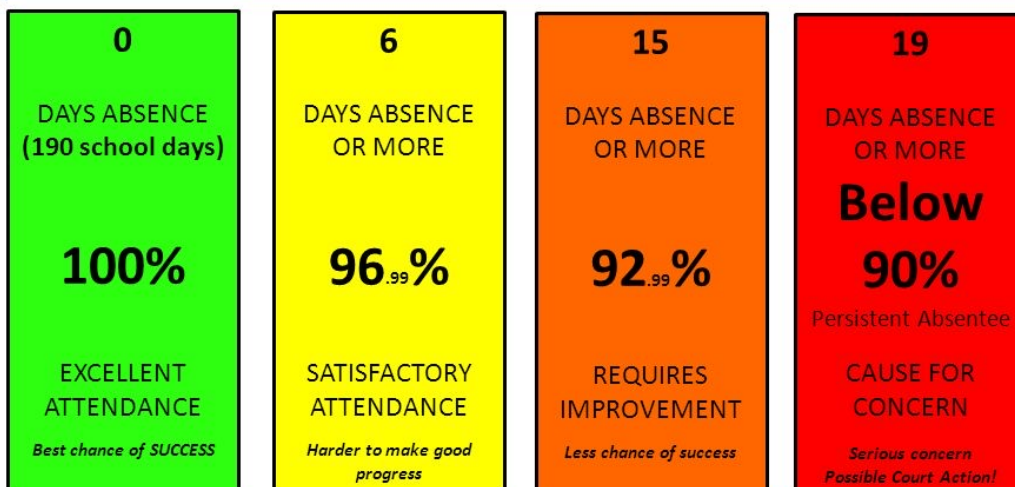 0
DAYS ABSENCE
(190 school days)
100%
EXCELLENT
ATTENDANCE
Best chance of SUCCESS
6
DAYS ABSENCE
OR MORE
96.99%
SATISFACTORY
ATTENDANCE
Harder to make good
progress
15
DAYS ABSENCE
OR MORE
92.99%
REQUIRES
IMPROVEMENT
Less chance of success
19
DAYS ABSENCE
OR MORE
Below
90%
Persistent Absentee
CAUSE FOR
CONCERN
Serious concern
Possible Court Action!